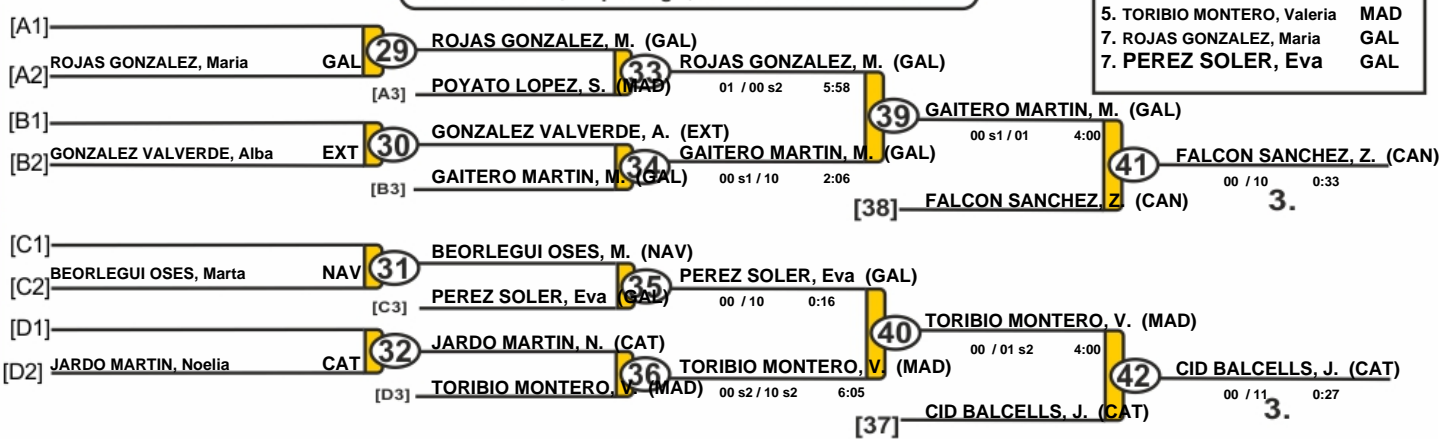 5. TORIBIO MONTERO, Valeria MAD
7. ROJAS GONZALEZ, Maria GAL
7. PEREZ SOLER, Eva GAL
[A1]
[A2] ROJAS GONZALEZ, Maria GAL
29
ROJAS GONZALEZ, M. (GAL)
[A3] POYATO LOPEZ, S. (MAD)
33
ROJAS GONZALEZ, M. (GAL)
01 / 00 s2 5:58
[B1]
[B2] GONZALEZ VALVERDE, Alba EXT
30
GONZALEZ VALVERDE, A. (EXT)
[B3] GAITERO MARTIN, M. (GAL)
34
GAITERO MARTIN, M. (GAL)
00 s1 / 10 2:06
39
GAITERO MARTIN, M. (GAL)
00 s1 / 01 4:00
[38] FALCON SANCHEZ, Z. (CAN)
41
FALCON SANCHEZ, Z. (CAN)
00 / 10 0:33
3.
[C1]
[C2] BEORLEGUI OSES, Marta NAV
31
BEORLEGUI OSES, M. (NAV)
[C3] PEREZ SOLER, Eva (GAL)
35
PEREZ SOLER, Eva (GAL)
00 / 10 0:16
[D1]
[D2] JARDO MARTIN, Noelia CAT
32
JARDO MARTIN, N. (CAT)
[D3] TORIBIO MONTERO, V. (MAD)
36
TORIBIO MONTERO, V. (MAD)
00 s2 / 10 s2 6:05
40
TORIBIO MONTERO, V. (MAD)
00 / 01 s2 4:00
[37] CID BALCELLS, J. (CAT)
42
CID BALCELLS, J. (CAT)
00 / 11 0:27
3.